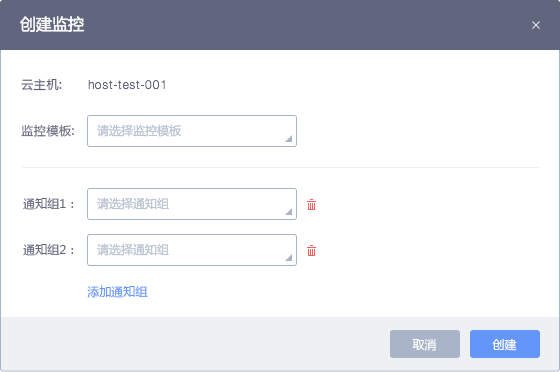 创建监控
云主机: host-test-001
监控模板: 请选择监控模板
通知组1： 请选择通知组
通知组2： 请选择通知组
添加通知组
取消 创建